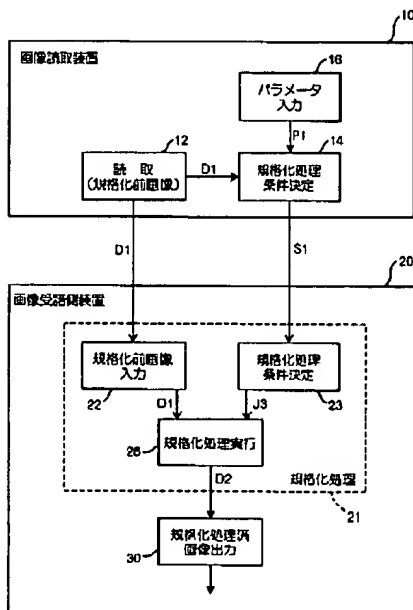 10
画像読取装置
16
パラメータ
入力
P1
12
14
読 取
(規格化前画像)
D1
規格化処理
条件決定
D1
S1
20
画像受諾側装置
規格化前画像
入力
規格化処理
条件決定
22
D1
J3
23
26
規格化処理実行
D2
規格化処理
21
規格化処理済
画像出力
30